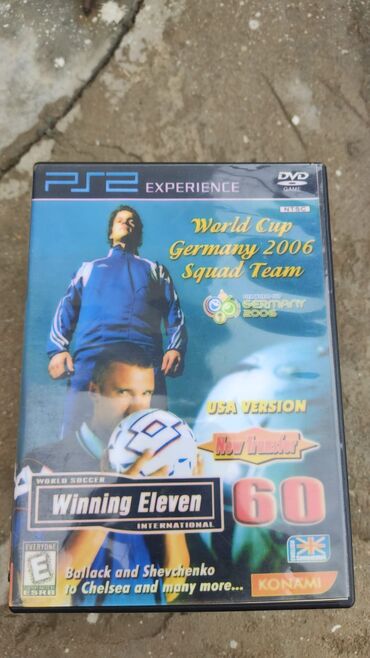 PS2 EXPERIENCE
DVD
GAME
NTSC
World Cup
Germany 2006
Squad Team
GERMANY
2006
USA VERSION
New Transfer
60
WORLD SOCCER
Winning Eleven
INTERNATIONAL
EVERYONE
E
ESRB
Ballack and Shevchenko
to Chelsea and many more...
KONAMI